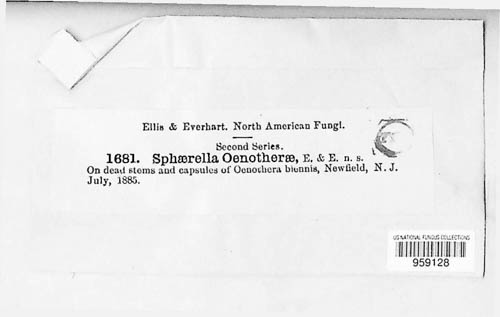 Ellis & Everhart. North American Fungi.
Second Series.
1681. Sphærella Oenotheræ, E. & E. n. s.
On dead stems and capsules of Oenothera biennis, Newfield, N. J.
July, 1885.
US NATIONAL FUNGUS COLLECTIONS
959128